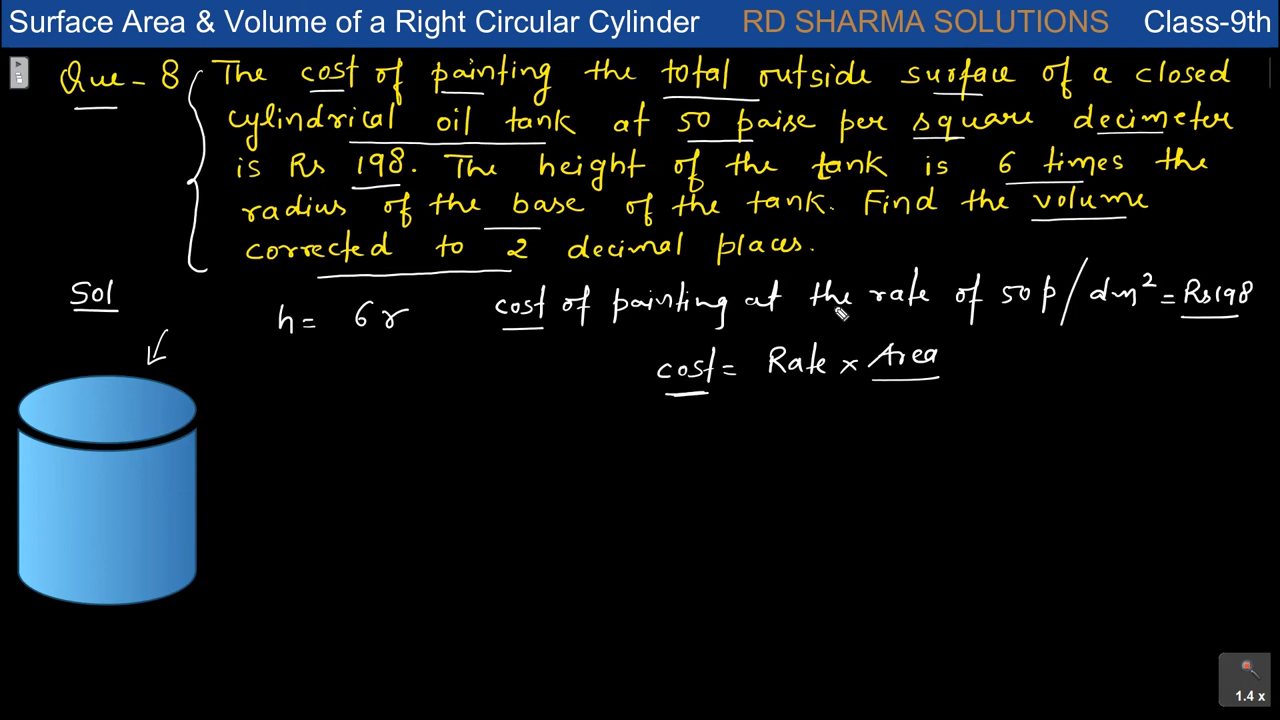 Surface Area & Volume of a Right Circular Cylinder RD SHARMA SOLUTIONS Class-9th
Que - 8 The cost of painting the total outside surface of a closed
cylindrical oil tank at 50 paise per square decimeter
is Rs 198. The height of the tank is 6 times the
radius of the base of the tank. Find the volume
corrected to 2 decimal places.
Sol
h = 6r cost of painting at the rate of 50 p/dm² = Rs198
cost = Rate × Area
1.4 x